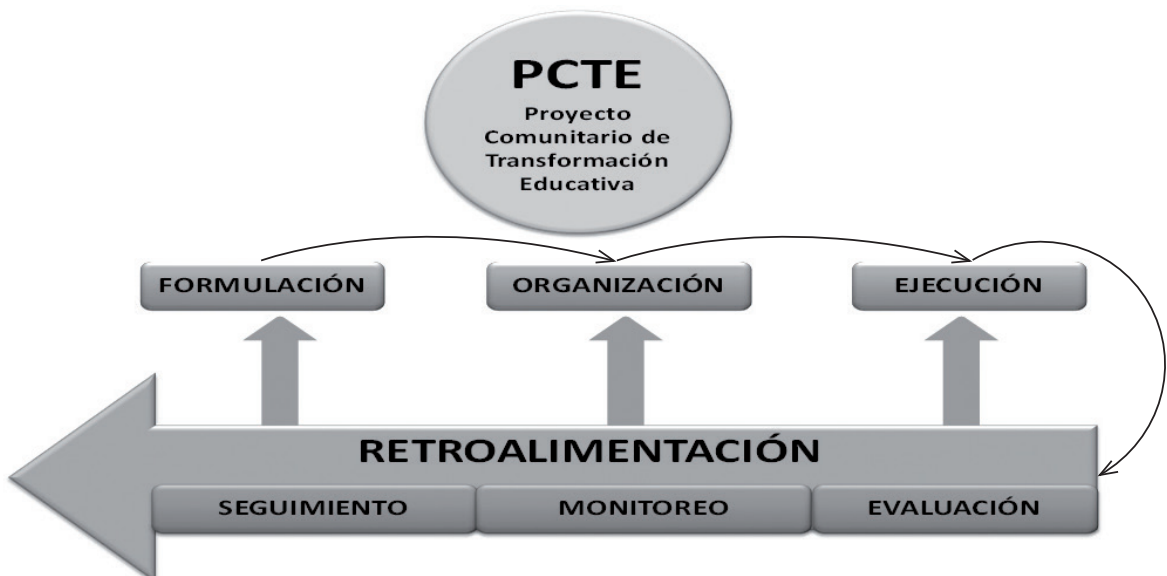 PCTE
Proyecto
Comunitario de
Transformación
Educativa
FORMULACIÓN
ORGANIZACIÓN
EJECUCIÓN
RETROALIMENTACIÓN
SEGUIMIENTO
MONITOREO
EVALUACIÓN